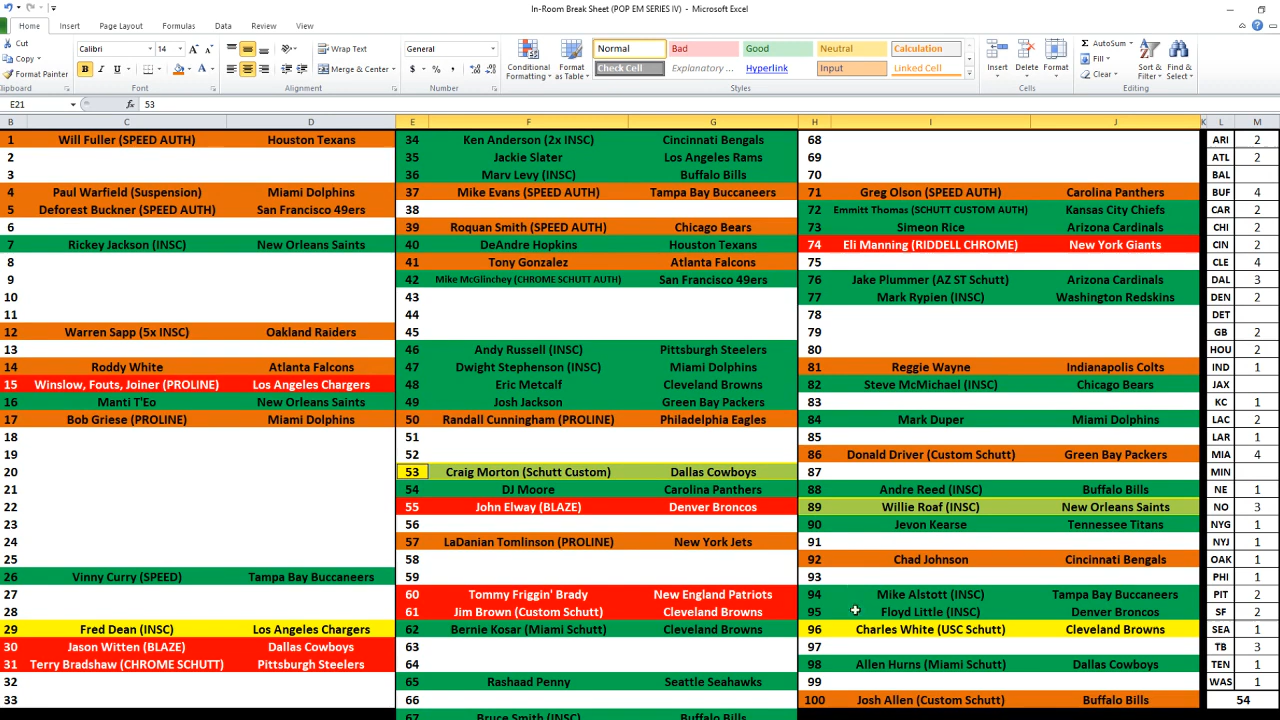 In-Room Break Sheet (POP EM SERIES IV) - Microsoft Excel
Home Insert Page Layout Formulas Data Review View
Cut
Copy
Format Painter
Clipboard
Calibri 14
B I U
Font
Wrap Text
Merge & Center
Alignment
General
$ % ,
Number
Conditional Formatting
Format as Table
Normal Bad Good Neutral Calculation
Check Cell Explanatory ... Hyperlink Input Linked Cell
Styles
Insert Delete Format
Cells
AutoSum
Fill
Clear
Sort & Filter
Find & Select
Editing
E21 fx 53
B C D E F G H I J K L M
1 Will Fuller (SPEED AUTH) Houston Texans 34 Ken Anderson (2x INSC) Cincinnati Bengals 68 ARI 2
2 35 Jackie Slater Los Angeles Rams 69 ATL 2
3 36 Marv Levy (INSC) Buffalo Bills 70 BAL
4 Paul Warfield (Suspension) Miami Dolphins 37 Mike Evans (SPEED AUTH) Tampa Bay Buccaneers 71 Greg Olson (SPEED AUTH) Carolina Panthers BUF 4
5 Deforest Buckner (SPEED AUTH) San Francisco 49ers 38 72 Emmitt Thomas (SCHUTT CUSTOM AUTH) Kansas City Chiefs CAR 2
6 39 Roquan Smith (SPEED AUTH) Chicago Bears 73 Simeon Rice Arizona Cardinals CHI 2
7 Rickey Jackson (INSC) New Orleans Saints 40 DeAndre Hopkins Houston Texans 74 Eli Manning (RIDDELL CHROME) New York Giants CIN 2
8 41 Tony Gonzalez Atlanta Falcons 75 CLE 4
9 42 Mike McGlinchey (CHROME SCHUTT AUTH) San Francisco 49ers 76 Jake Plummer (AZ ST Schutt) Arizona Cardinals DAL 3
10 43 77 Mark Rypien (INSC) Washington Redskins DEN 2
11 44 78 DET
12 Warren Sapp (5x INSC) Oakland Raiders 45 79 GB 2
13 46 Andy Russell (INSC) Pittsburgh Steelers 80 HOU 2
14 Roddy White Atlanta Falcons 47 Dwight Stephenson (INSC) Miami Dolphins 81 Reggie Wayne Indianapolis Colts IND 1
15 Winslow, Fouts, Joiner (PROLINE) Los Angeles Chargers 48 Eric Metcalf Cleveland Browns 82 Steve McMichael (INSC) Chicago Bears JAX
16 Manti T'Eo New Orleans Saints 49 Josh Jackson Green Bay Packers 83 KC 1
17 Bob Griese (PROLINE) Miami Dolphins 50 Randall Cunningham (PROLINE) Philadelphia Eagles 84 Mark Duper Miami Dolphins LAC 2
18 51 85 LAR 1
19 52 86 Donald Driver (Custom Schutt) Green Bay Packers MIA 4
20 53 Craig Morton (Schutt Custom) Dallas Cowboys 87 MIN
21 54 DJ Moore Carolina Panthers 88 Andre Reed (INSC) Buffalo Bills NE 1
22 55 John Elway (BLAZE) Denver Broncos 89 Willie Roaf (INSC) New Orleans Saints NO 3
23 56 90 Jevon Kearse Tennessee Titans NYG 1
24 57 LaDanian Tomlinson (PROLINE) New York Jets 91 NYJ 1
25 58 92 Chad Johnson Cincinnati Bengals OAK 1
26 Vinny Curry (SPEED) Tampa Bay Buccaneers 59 93 PHI 1
27 60 Tommy Friggin' Brady New England Patriots 94 Mike Alstott (INSC) Tampa Bay Buccaneers PIT 2
28 61 Jim Brown (Custom Schutt) Cleveland Browns 95 Floyd Little (INSC) Denver Broncos SF 2
29 Fred Dean (INSC) Los Angeles Chargers 62 Bernie Kosar (Miami Schutt) Cleveland Browns 96 Charles White (USC Schutt) Cleveland Browns SEA 1
30 Jason Witten (BLAZE) Dallas Cowboys 63 97 TB 3
31 Terry Bradshaw (CHROME SCHUTT) Pittsburgh Steelers 64 98 Allen Hurns (Miami Schutt) Dallas Cowboys TEN 1
32 65 Rashaad Penny Seattle Seahawks 99 WAS 1
33 66 100 Josh Allen (Custom Schutt) Buffalo Bills 54
67 Bruce Smith (INSC) Buffalo Bills